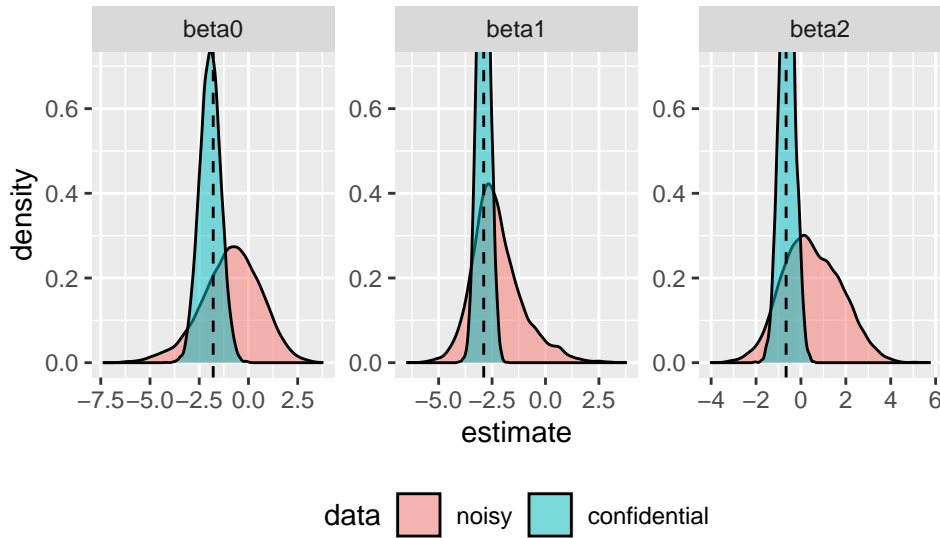 beta0 beta1 beta2
density
0.6 0.6 0.6
0.4 0.4 0.4
0.2 0.2 0.2
0.0 0.0 0.0
−7.5 −5.0 −2.5 0.0 2.5 −5.0 −2.5 0.0 2.5 −4 −2 0 2 4 6
estimate
data noisy confidential